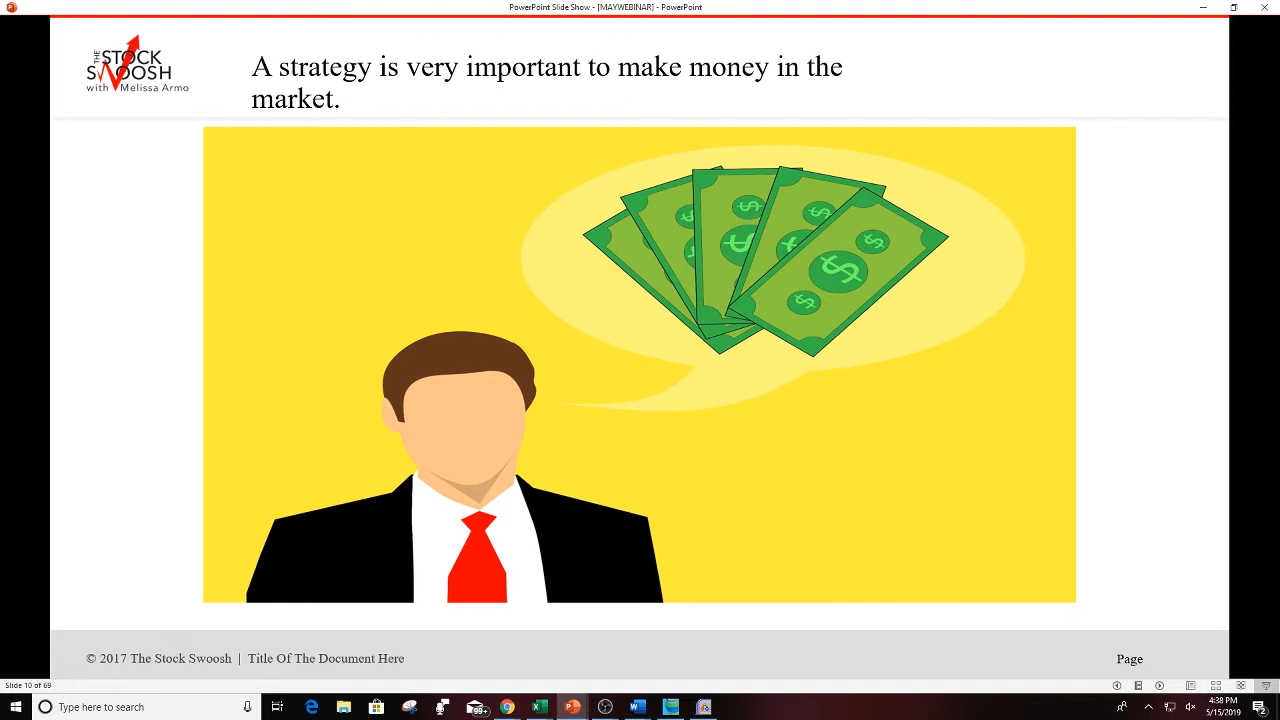 PowerPoint Slide Show - [MAYWEBINAR] - PowerPoint
THE STOCK
SWOOSH
with Melissa Armo
A strategy is very important to make money in the
market.
$ $ $ $ $ $ $ $
© 2017 The Stock Swoosh | Title Of The Document Here
Page
Slide 10 of 69
Type here to search
99+
4:38 PM
5/15/2019
2